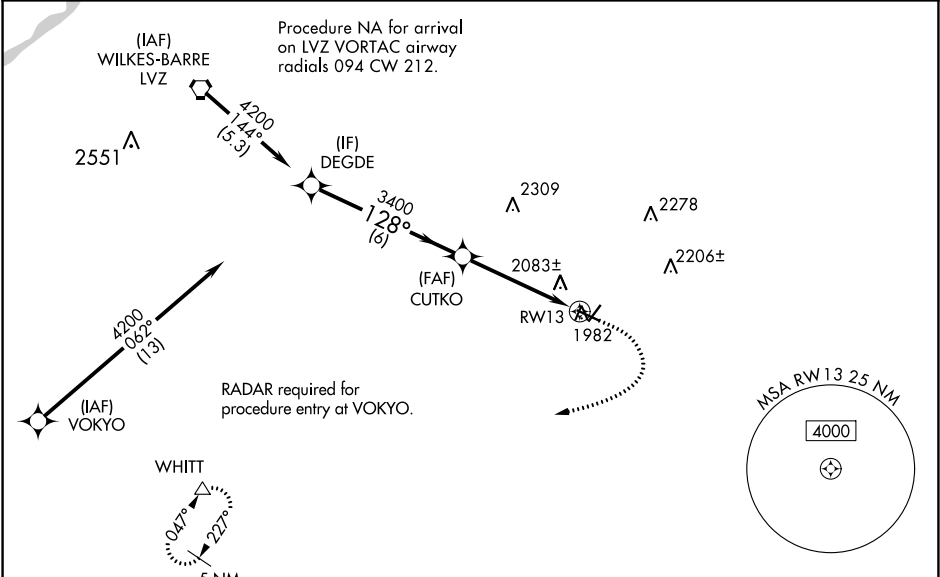 Procedure NA for arrival
on LVZ VORTAC airway
radials 094 CW 212.
(IAF)
WILKES-BARRE
LVZ
4200
144°
(5.3)
2551
(IF)
DEGDE
3400
128°
(6)
2309
2278
2206±
2083±
(FAF)
CUTKO
RW13
1982
4200
062°
(13)
(IAF)
VOKYO
RADAR required for
procedure entry at VOKYO.
MSA RW13 25 NM
4000
WHITT
047°
227°
5 NM